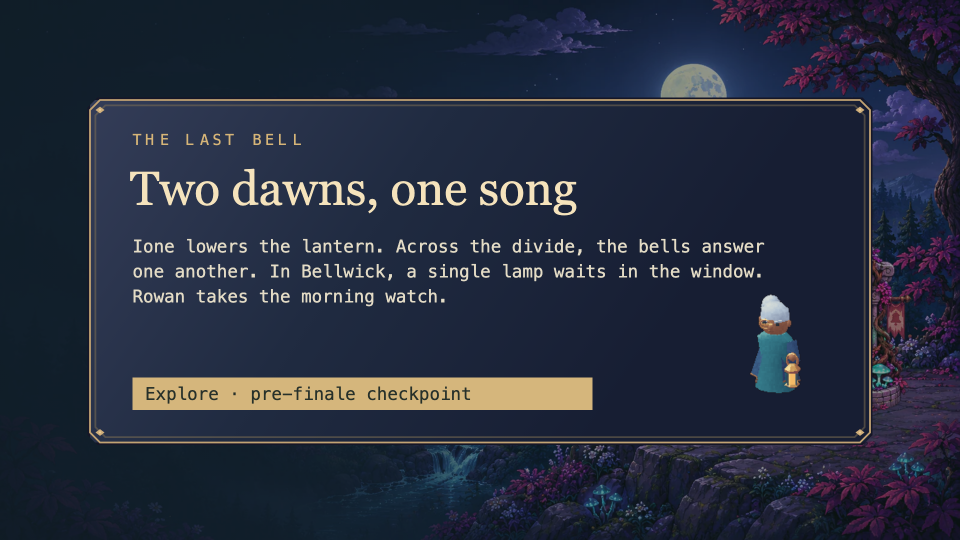 THE LAST BELL
Two dawns, one song
Ione lowers the lantern. Across the divide, the bells answer
one another. In Bellwick, a single lamp waits in the window.
Rowan takes the morning watch.
Explore · pre-finale checkpoint